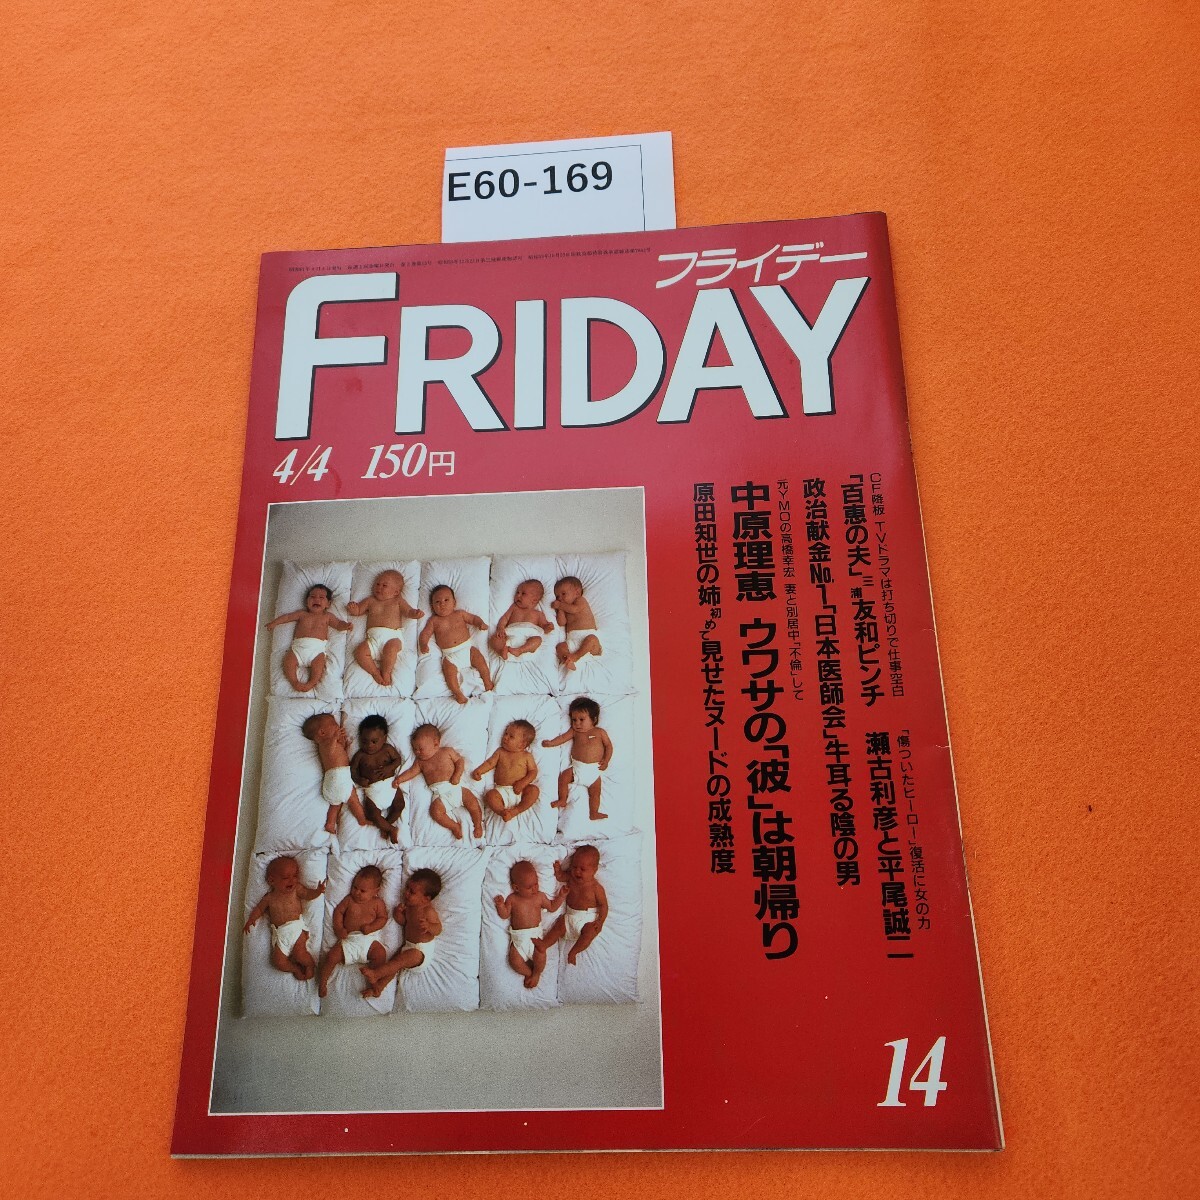 E60-169
フライデー
FRIDAY
4/4 150円
CF降板 TVドラマは打ち切りで仕事空白
「百恵の夫」三浦友和ピンチ
「傷ついたヒーロー」復活に女の力
瀬古利彦と平尾誠二
政治献金No.1「日本医師会」牛耳る陰の男
元YMOの高橋幸宏 妻と別居中「不倫」して
中原理恵 ウワサの「彼」は朝帰り
原田知世の姉初めて見せたヌードの成熟度
14